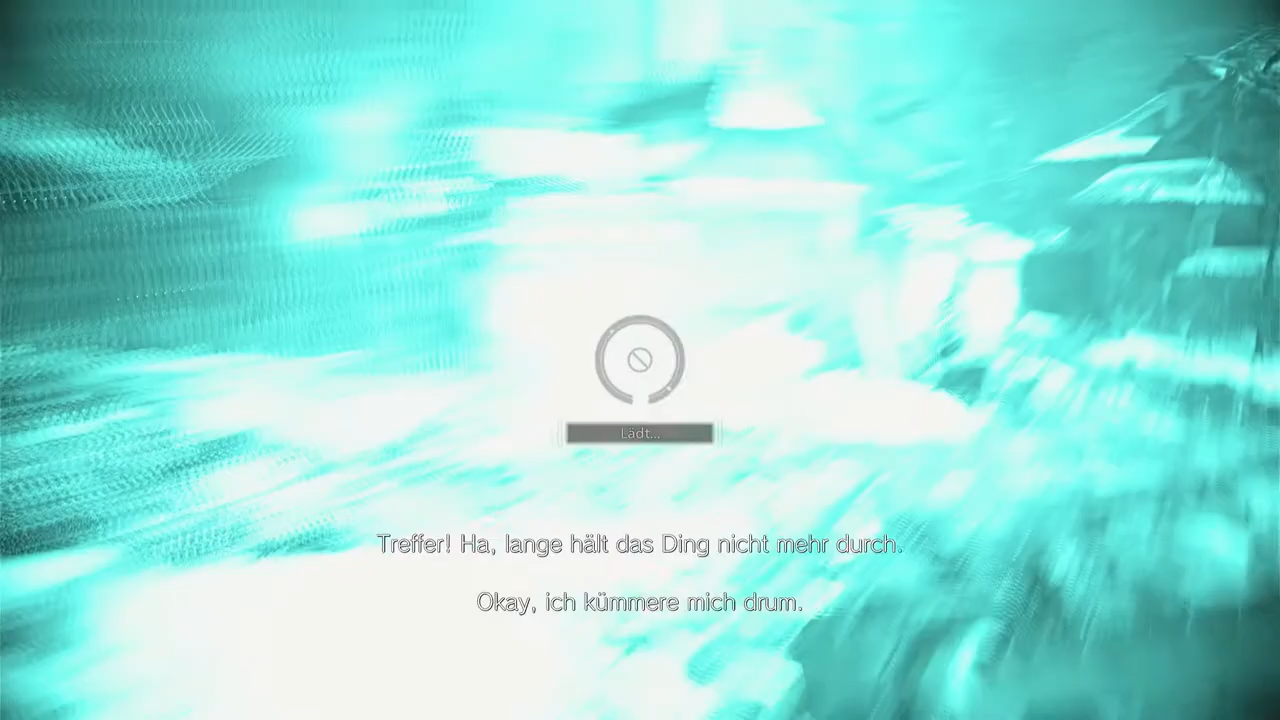 Lädt...
Treffer! Ha, lange hält das Ding nicht mehr durch.
Okay, ich kümmere mich drum.